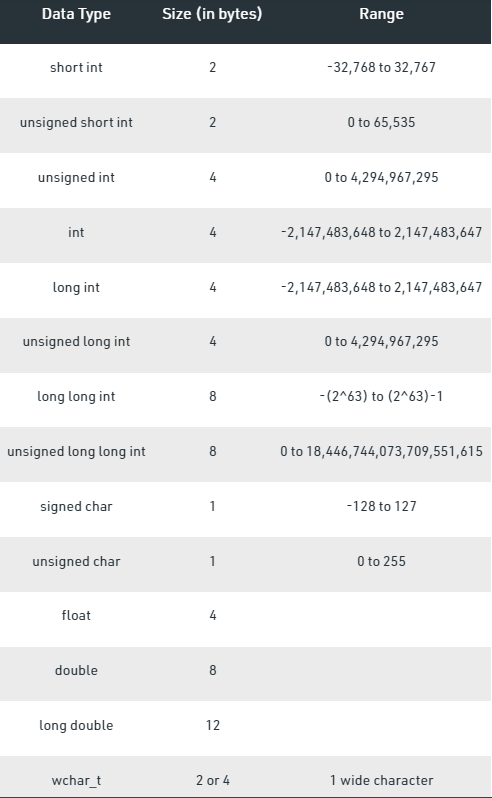 Data Type Size (in bytes) Range
short int 2 -32,768 to 32,767
unsigned short int 2 0 to 65,535
unsigned int 4 0 to 4,294,967,295
int 4 -2,147,483,648 to 2,147,483,647
long int 4 -2,147,483,648 to 2,147,483,647
unsigned long int 4 0 to 4,294,967,295
long long int 8 -(2^63) to (2^63)-1
unsigned long long int 8 0 to 18,446,744,073,709,551,615
signed char 1 -128 to 127
unsigned char 1 0 to 255
float 4
double 8
long double 12
wchar_t 2 or 4 1 wide character